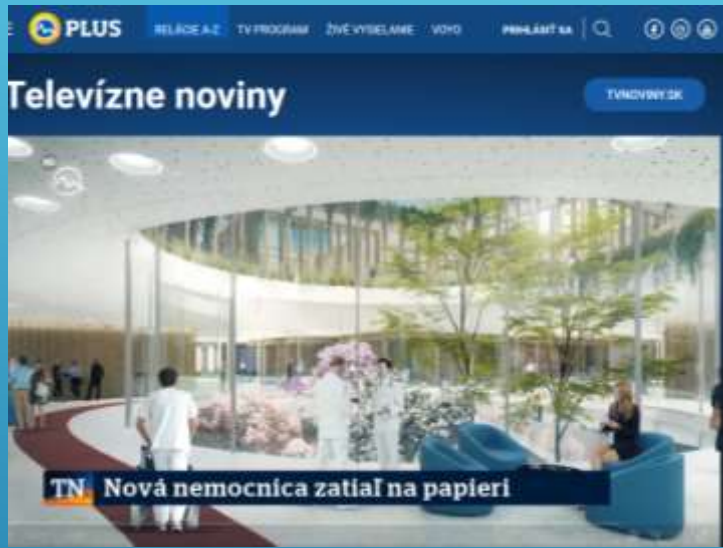 PLUS RELÁCIE A-Z TV PROGRAM ŽIVÉ VYSIELANIE VOYO PRIHLÁSIŤ SA
Televízne noviny
TVNOVINY.SK
TN Nová nemocnica zatiaľ na papieri